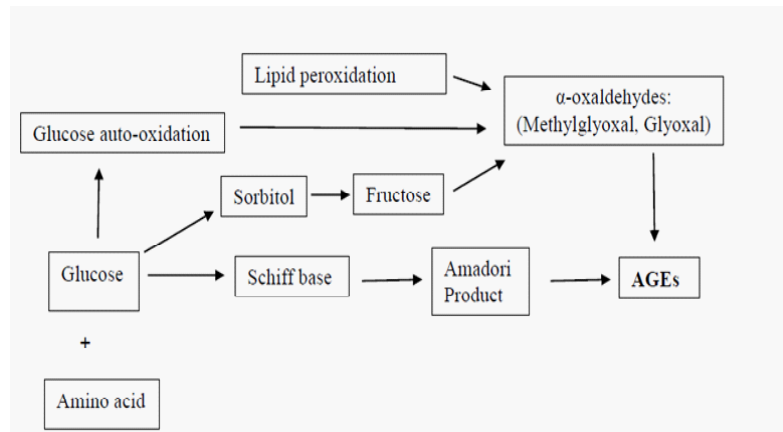 Lipid peroxidation
α-oxaldehydes:
(Methylglyoxal, Glyoxal)
Glucose auto-oxidation
Sorbitol
Fructose
Glucose
Schiff base
Amadori
Product
AGEs
+
Amino acid